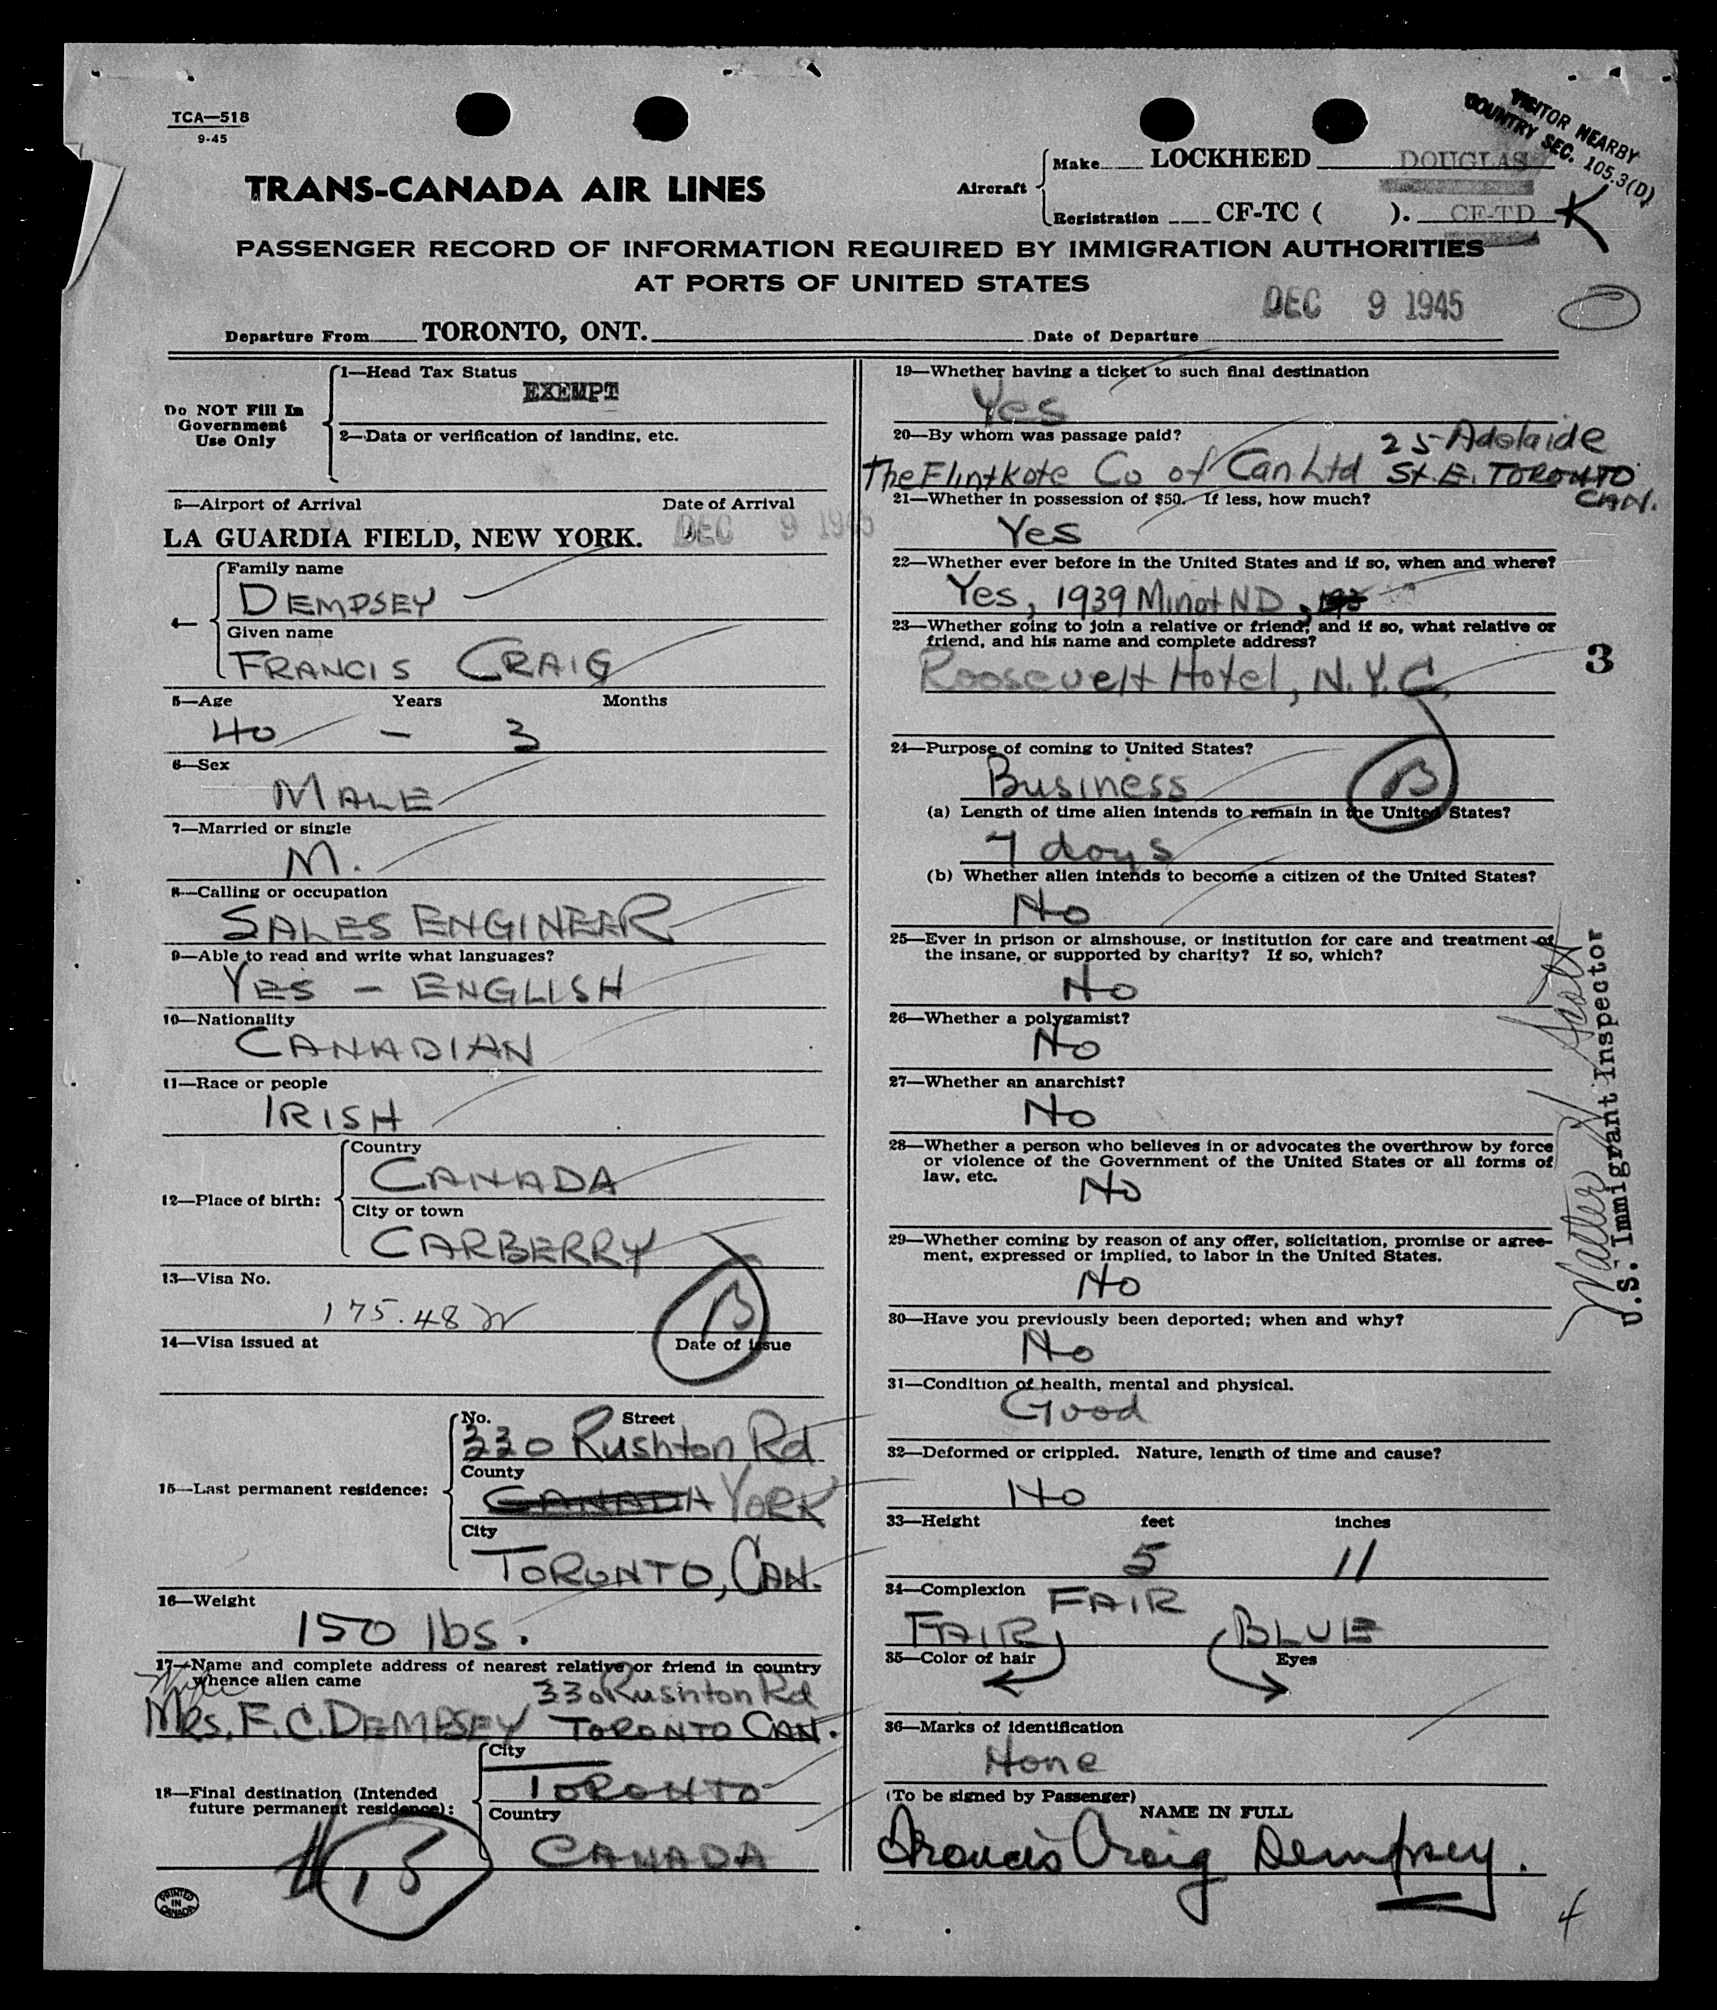 TCA—518
9-45
VISITOR NEARBY
COUNTRY SEC. 105.3(D)
TRANS-CANADA AIR LINES
Aircraft
Make LOCKHEED DOUGLAS
Registration CF-TC ( ). CF-TD K
PASSENGER RECORD OF INFORMATION REQUIRED BY IMMIGRATION AUTHORITIES
AT PORTS OF UNITED STATES
DEC 9 1945
Departure From TORONTO, ONT. Date of Departure
Do NOT Fill In
Government
Use Only
1—Head Tax Status
EXEMPT
2—Data or verification of landing, etc.
3—Airport of Arrival Date of Arrival
LA GUARDIA FIELD, NEW YORK. DEC 9 1945
4—
Family name
DEMPSEY
Given name
FRANCIS CRAIG
5—Age Years Months
40 — 3
6—Sex
MALE
7—Married or single
M.
8—Calling or occupation
SALES ENGINEER
9—Able to read and write what languages?
YES — ENGLISH
10—Nationality
CANADIAN
11—Race or people
IRISH
12—Place of birth:
Country
CANADA
City or town
CARBERRY
13—Visa No.
175.48
B
14—Visa issued at Date of issue
15—Last permanent residence:
No. Street
330 Rushton Rd
County
CANADA YORK
City
TORONTO, CAN.
16—Weight
150 lbs.
17—Name and complete address of nearest relative or friend in country
whence alien came
Wife
330 Rushton Rd
MRS. F. C. DEMPSEY TORONTO CAN.
18—Final destination (Intended
future permanent residence):
City
TORONTO
Country
CANADA
PRINTED
IN
CANADA
19—Whether having a ticket to such final destination
Yes
20—By whom was passage paid?
25 Adelaide
The Flintkote Co of Can Ltd St. E. TORONTO
CAN.
21—Whether in possession of $50. If less, how much?
Yes
22—Whether ever before in the United States and if so, when and where?
Yes, 1939 Minot ND,
23—Whether going to join a relative or friend, and if so, what relative or
friend, and his name and complete address?
Roosevelt Hotel, N.Y.C.
3
24—Purpose of coming to United States?
Business
B
(a) Length of time alien intends to remain in the United States?
7 days
(b) Whether alien intends to become a citizen of the United States?
No
25—Ever in prison or almshouse, or institution for care and treatment of
the insane, or supported by charity? If so, which?
No
26—Whether a polygamist?
No
27—Whether an anarchist?
No
28—Whether a person who believes in or advocates the overthrow by force
or violence of the Government of the United States or all forms of
law, etc.
No
29—Whether coming by reason of any offer, solicitation, promise or agree-
ment, expressed or implied, to labor in the United States.
No
30—Have you previously been deported; when and why?
No
31—Condition of health, mental and physical.
Good
32—Deformed or crippled. Nature, length of time and cause?
No
33—Height feet inches
5 11
34—Complexion FAIR
FAIR BLUE
35—Color of hair Eyes
36—Marks of identification
None
(To be signed by Passenger)
NAME IN FULL
Francis Craig Dempsey.
4
Walter Scott
U.S. Immigrant Inspector